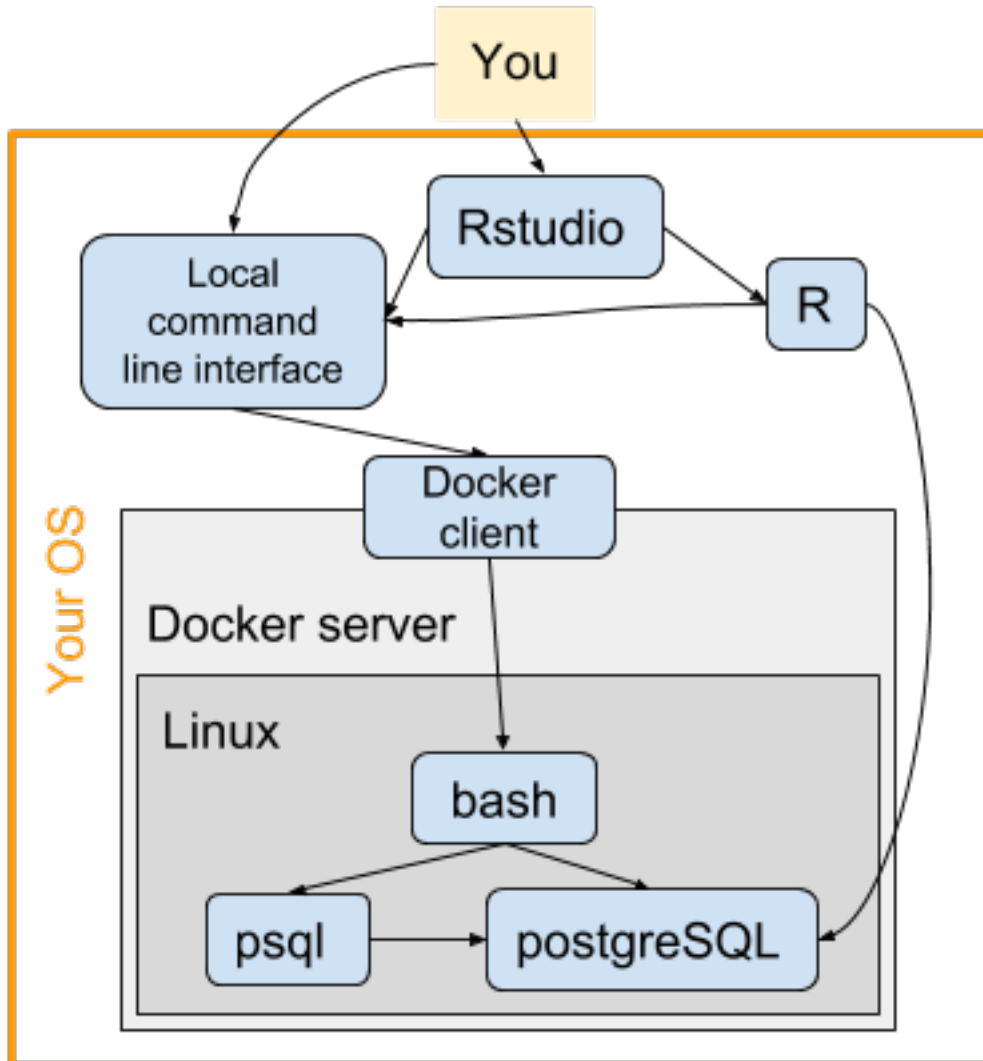 You
Rstudio
Local
command
line interface
R
Docker
client
Your OS
Docker server
Linux
bash
psql
postgreSQL